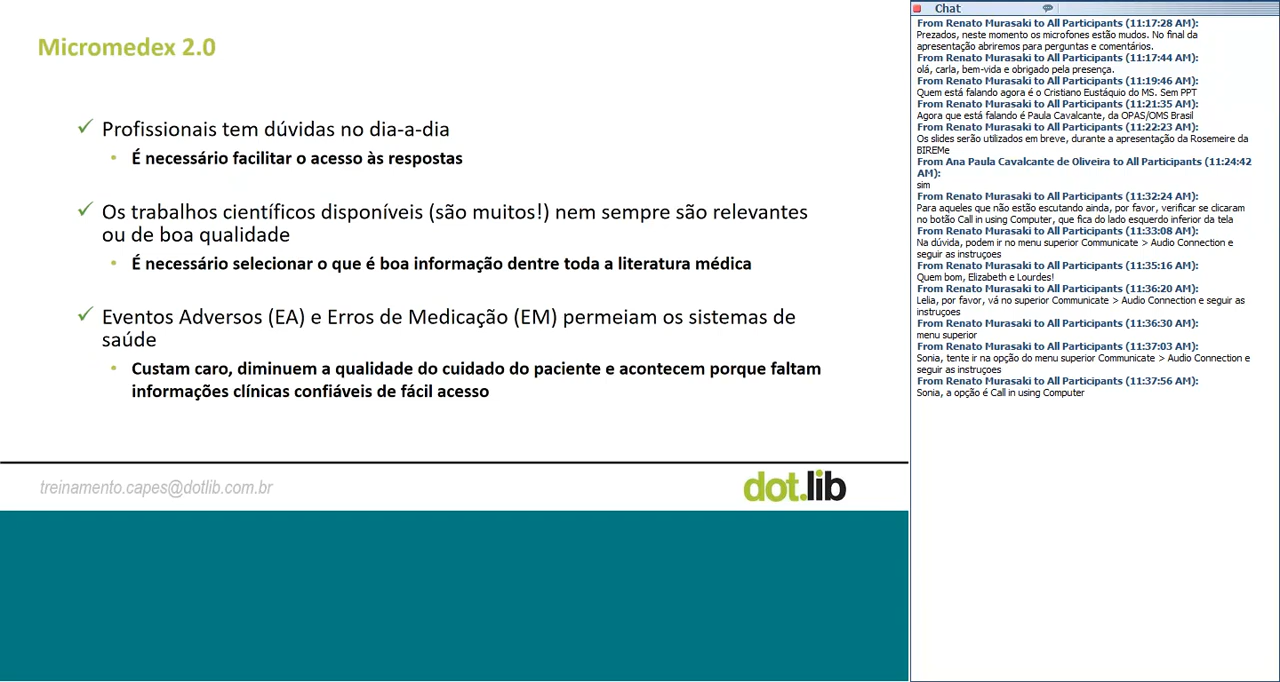 Micromedex 2.0
✓ Profissionais tem dúvidas no dia-a-dia
• É necessário facilitar o acesso às respostas
✓ Os trabalhos científicos disponíveis (são muitos!) nem sempre são relevantes
ou de boa qualidade
• É necessário selecionar o que é boa informação dentre toda a literatura médica
✓ Eventos Adversos (EA) e Erros de Medicação (EM) permeiam os sistemas de
saúde
• Custam caro, diminuem a qualidade do cuidado do paciente e acontecem porque faltam
informações clínicas confiáveis de fácil acesso
treinamento.capes@dotlib.com.br
dot.lib
Chat
From Renato Murasaki to All Participants (11:17:28 AM):
Prezados, neste momento os microfones estão mudos. No final da
apresentação abriremos para perguntas e comentários.
From Renato Murasaki to All Participants (11:17:44 AM):
olá, carla, bem-vida e obrigado pela presença.
From Renato Murasaki to All Participants (11:19:46 AM):
Quem está falando agora é o Cristiano Eustáquio do MS. Sem PPT
From Renato Murasaki to All Participants (11:21:35 AM):
Agora que está falando é Paula Cavalcante, da OPAS/OMS Brasil
From Renato Murasaki to All Participants (11:22:23 AM):
Os slides serão utilizados em breve, durante a apresentação da Rosemeire da
BIREMe
From Ana Paula Cavalcante de Oliveira to All Participants (11:24:42
AM):
sim
From Renato Murasaki to All Participants (11:32:24 AM):
Para aqueles que não estão escutando ainda, por favor, verificar se clicaram
no botão Call in using Computer, que fica do lado esquerdo inferior da tela
From Renato Murasaki to All Participants (11:33:08 AM):
Na dúvida, podem ir no menu superior Communicate > Audio Connection e
seguir as instruçoes
From Renato Murasaki to All Participants (11:35:16 AM):
Quem bom, Elizabeth e Lourdes!
From Renato Murasaki to All Participants (11:36:20 AM):
Lelia, por favor, vá no superior Communicate > Audio Connection e seguir as
instruçoes
From Renato Murasaki to All Participants (11:36:30 AM):
menu superior
From Renato Murasaki to All Participants (11:37:03 AM):
Sonia, tente ir na opção do menu superior Communicate > Audio Connection e
seguir as instruçoes
From Renato Murasaki to All Participants (11:37:56 AM):
Sonia, a opção é Call in using Computer